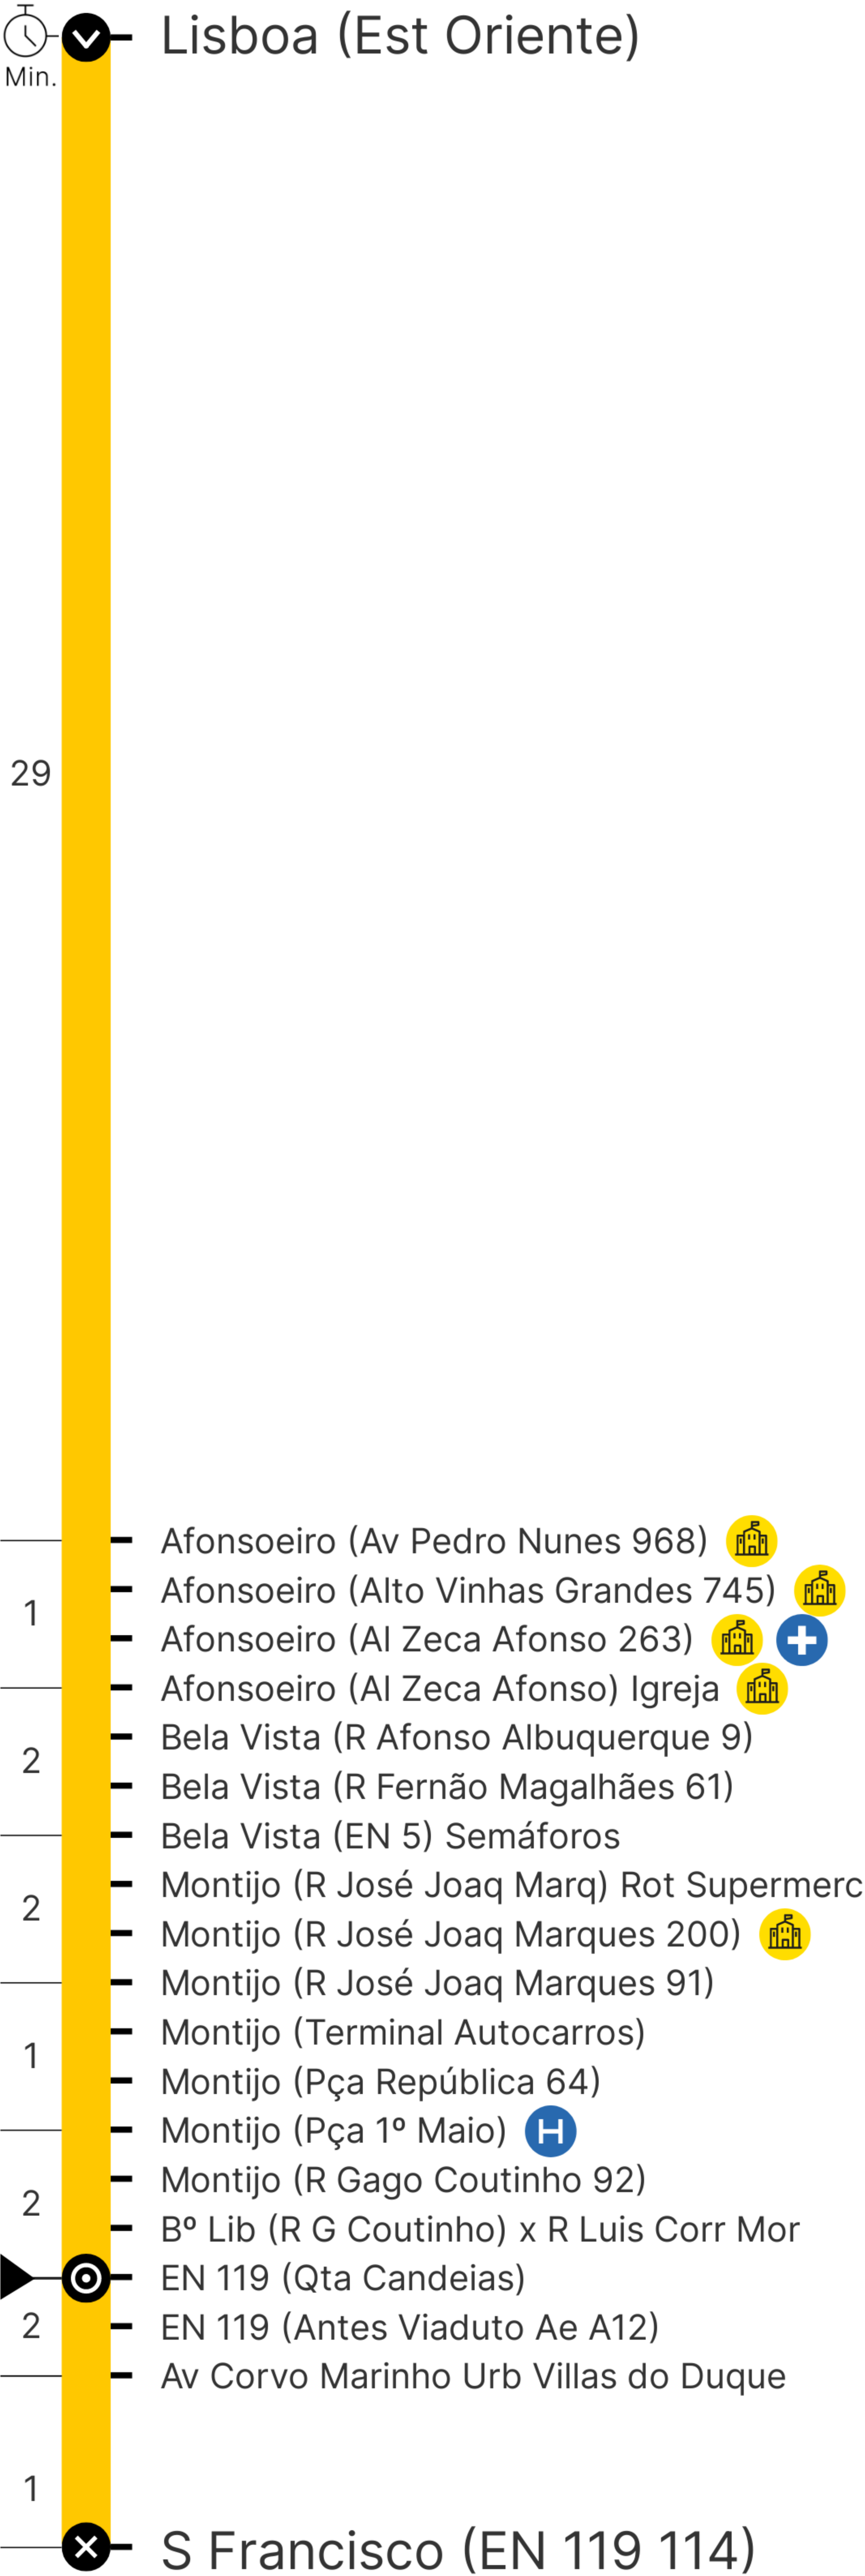 Lisboa (Est Oriente)
Min.
29
Afonsoeiro (Av Pedro Nunes 968)
Afonsoeiro (Alto Vinhas Grandes 745)
1
Afonsoeiro (Al Zeca Afonso 263)
Afonsoeiro (Al Zeca Afonso) Igreja
Bela Vista (R Afonso Albuquerque 9)
2
Bela Vista (R Fernão Magalhães 61)
Bela Vista (EN 5) Semáforos
Montijo (R José Joaq Marq) Rot Supermerc
2
Montijo (R José Joaq Marques 200)
Montijo (R José Joaq Marques 91)
Montijo (Terminal Autocarros)
1
Montijo (Pça República 64)
Montijo (Pça 1º Maio) H
Montijo (R Gago Coutinho 92)
2
Bº Lib (R G Coutinho) x R Luis Corr Mor
EN 119 (Qta Candeias)
2 EN 119 (Antes Viaduto Ae A12)
Av Corvo Marinho Urb Villas do Duque
1
S Francisco (EN 119 114)